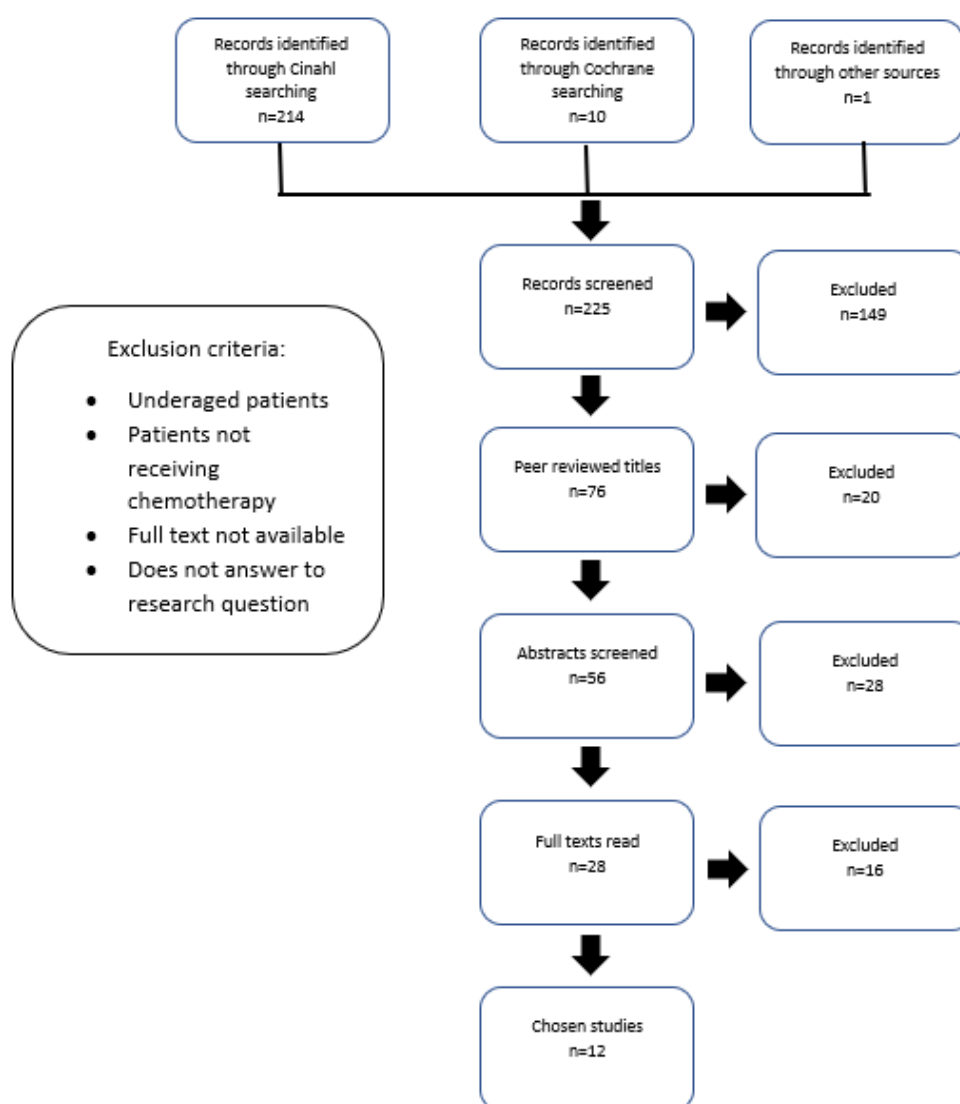 Records identified
through Cinahl
searching
n=214
Records identified
through Cochrane
searching
n=10
Records identified
through other sources
n=1
Records screened
n=225
Excluded
n=149
Exclusion criteria:
• Underaged patients
• Patients not
receiving
chemotherapy
• Full text not available
• Does not answer to
research question
Peer reviewed titles
n=76
Excluded
n=20
Abstracts screened
n=56
Excluded
n=28
Full texts read
n=28
Excluded
n=16
Chosen studies
n=12